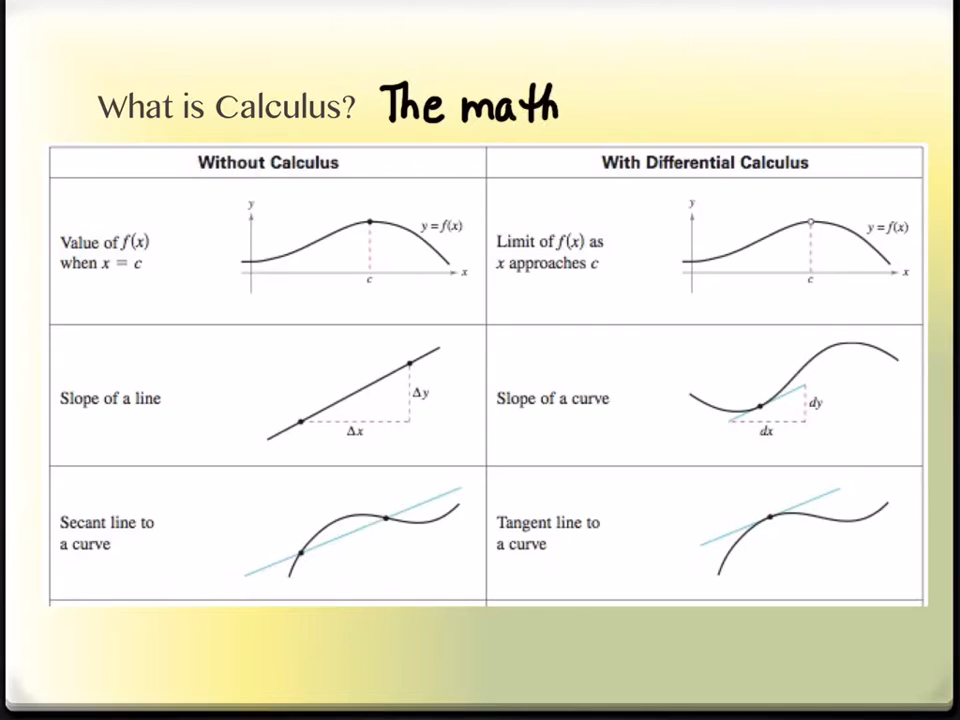 What is Calculus? The math
Without Calculus
With Differential Calculus
Value of f(x)
when x = c
y
y = f(x)
x
c
Limit of f(x) as
x approaches c
y
y = f(x)
x
c
Slope of a line
Δy
Δx
Slope of a curve
dy
dx
Secant line to
a curve
Tangent line to
a curve